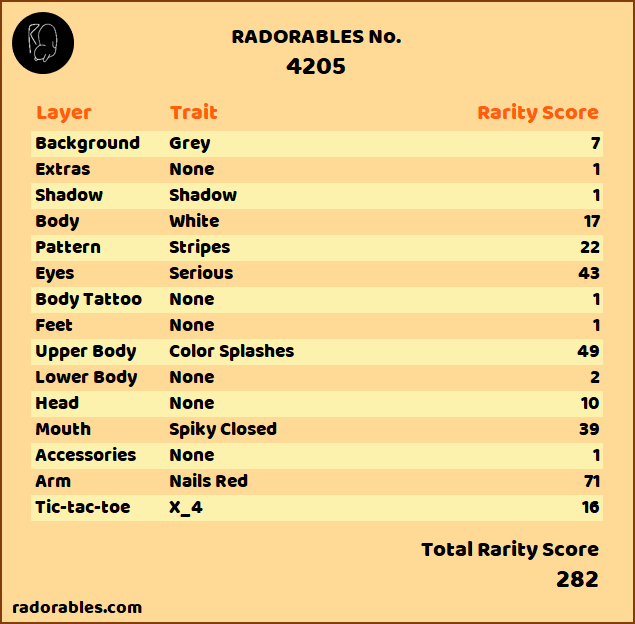 RADORABLES No.
4205
Layer Trait Rarity Score
Background Grey 7
Extras None 1
Shadow Shadow 1
Body White 17
Pattern Stripes 22
Eyes Serious 43
Body Tattoo None 1
Feet None 1
Upper Body Color Splashes 49
Lower Body None 2
Head None 10
Mouth Spiky Closed 39
Accessories None 1
Arm Nails Red 71
Tic-tac-toe X_4 16
Total Rarity Score
282
radorables.com